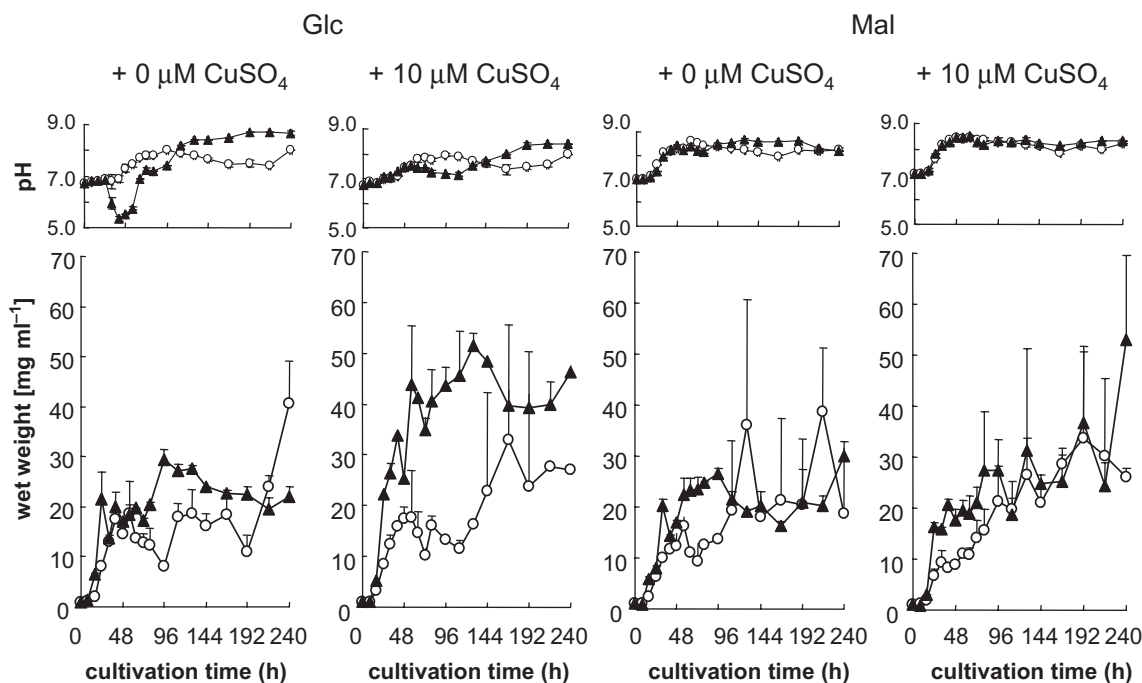 Glc Mal
+ 0 μM CuSO₄ + 10 μM CuSO₄ + 0 μM CuSO₄ + 10 μM CuSO₄
pH
9.0 9.0 9.0 9.0
7.0 7.0 7.0 7.0
5.0 5.0 5.0 5.0
wet weight [mg ml⁻¹]
70 70 70 70
60 60 60 60
50 50 50 50
40 40 40 40
30 30 30 30
20 20 20 20
10 10 10 10
0 0 0 0
0 48 96 144 192 240 0 48 96 144 192 240 0 48 96 144 192 240 0 48 96 144 192 240
cultivation time (h) cultivation time (h) cultivation time (h) cultivation time (h)